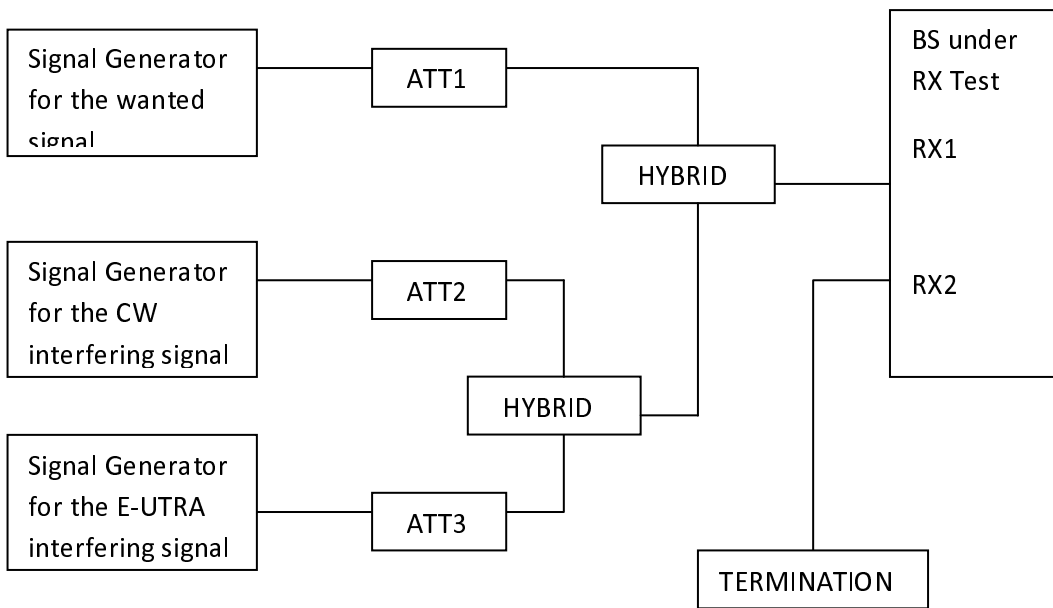 Signal Generator
for the wanted
signal
ATT1
HYBRID
BS under
RX Test
RX1
RX2
Signal Generator
for the CW
interfering signal
ATT2
HYBRID
Signal Generator
for the E-UTRA
interfering signal
ATT3
TERMINATION